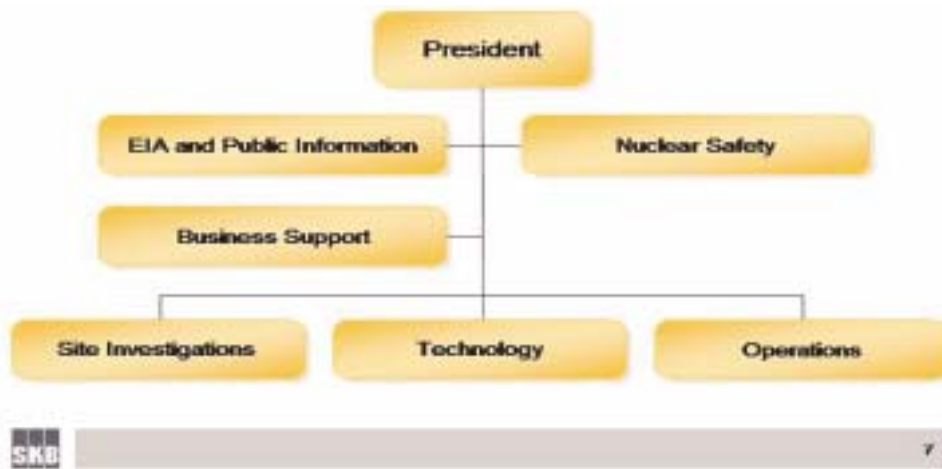 President
EIA and Public Information
Nuclear Safety
Business Support
Site Investigations
Technology
Operations
SKB
7